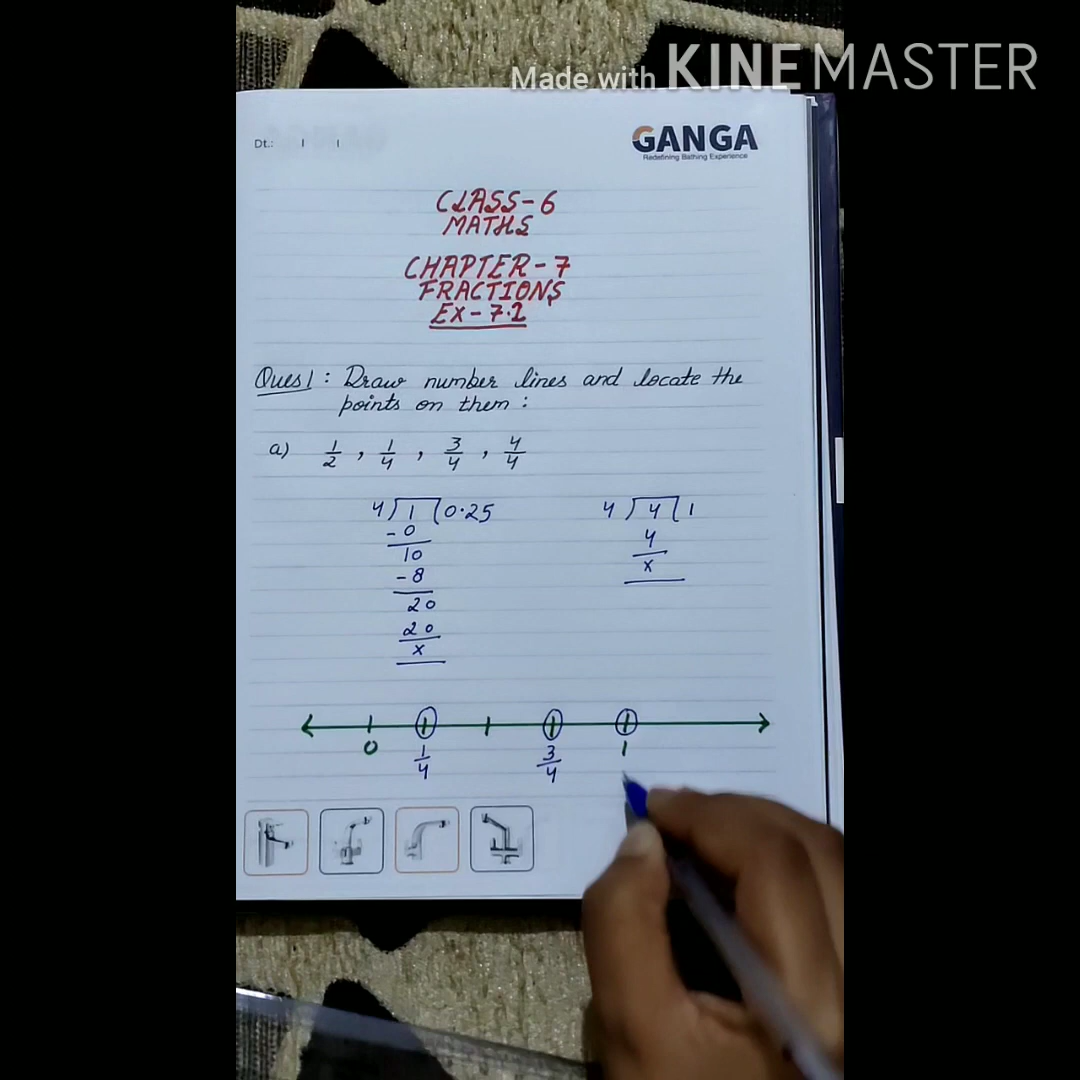 Made with KINEMASTER
Dt.: | |
GANGA
Redefining Bathing Experience
CLASS-6
MATHS
CHAPTER-7
FRACTIONS
EX-7.2
Ques1: Draw number lines and locate the
points on them:
a) 1/2, 1/4, 3/4, 4/4
4) 1 (0.25 4) 4 (1
-0 4
10 x
-8
20
20
x
0 1/4 3/4 1